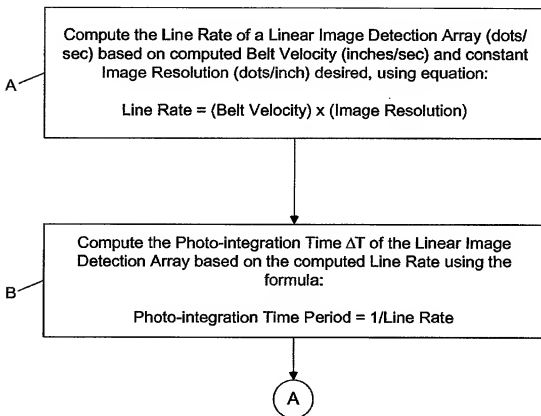 Compute the Line Rate of a Linear Image Detection Array (dots/
sec) based on computed Belt Velocity (inches/sec) and constant
Image Resolution (dots/inch) desired, using equation:
A
Line Rate = (Belt Velocity) x (Image Resolution)
Compute the Photo-integration Time ΔT of the Linear Image
Detection Array based on the computed Line Rate using the
formula:
B
Photo-integration Time Period = 1/Line Rate
A